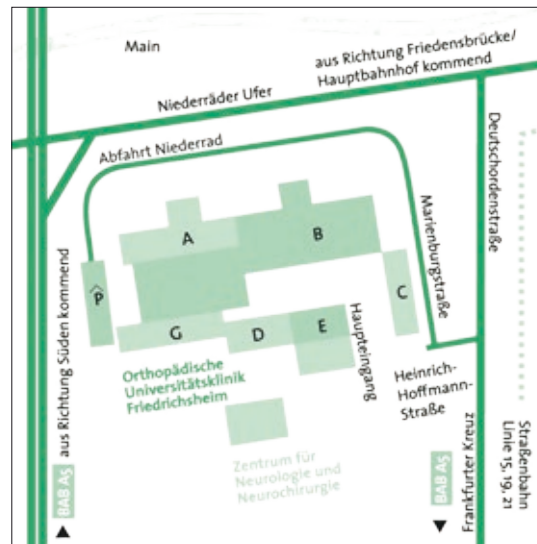 Main
aus Richtung Friedensbrücke/
Hauptbahnhof kommend
Niederräder Ufer
Abfahrt Niederrad
Deutschordenstraße
Marienburgstraße
A
B
C
P
G
D
E
Haupteingang
Orthopädische
Universitätsklinik
Friedrichsheim
Heinrich-
Hoffmann-
Straße
Zentrum für
Neurologie und
Neurochirurgie
BAB A5 aus Richtung Süden kommend
BAB A5
Frankfurter Kreuz
Straßenbahn
Linie 15, 19, 21